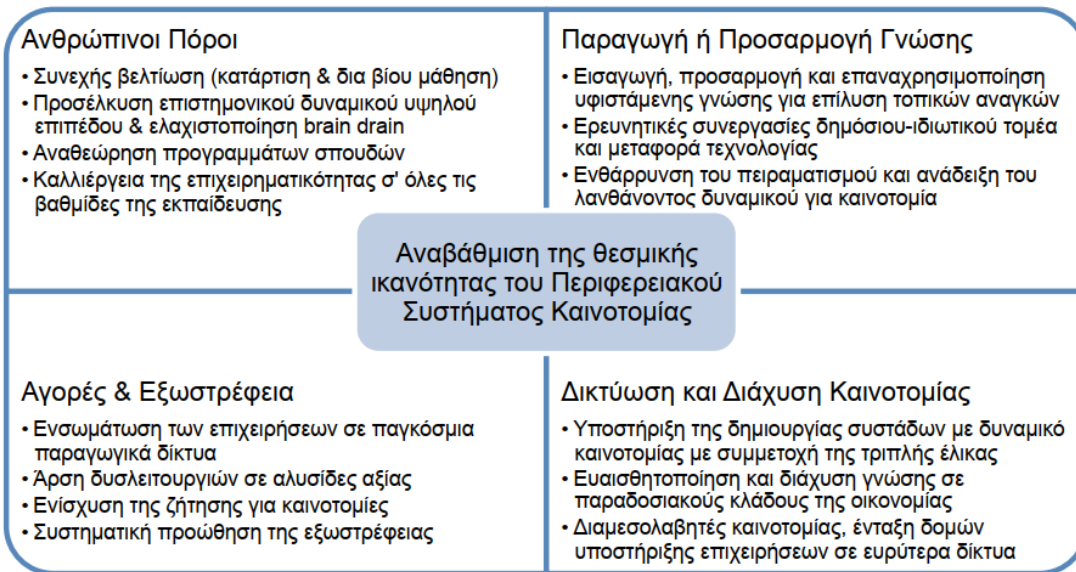 Ανθρώπινοι Πόροι
• Συνεχής βελτίωση (κατάρτιση & δια βίου μάθηση)
• Προσέλκυση επιστημονικού δυναμικού υψηλού
επιπέδου & ελαχιστοποίηση brain drain
• Αναθεώρηση προγραμμάτων σπουδών
• Καλλιέργεια της επιχειρηματικότητας σ' όλες τις
βαθμίδες της εκπαίδευσης
Παραγωγή ή Προσαρμογή Γνώσης
• Εισαγωγή, προσαρμογή και επαναχρησιμοποίηση
υφιστάμενης γνώσης για επίλυση τοπικών αναγκών
• Ερευνητικές συνεργασίες δημόσιου-ιδιωτικού τομέα
και μεταφορά τεχνολογίας
• Ενθάρρυνση του πειραματισμού και ανάδειξη του
λανθάνοντος δυναμικού για καινοτομία
Αναβάθμιση της θεσμικής
ικανότητας του Περιφερειακού
Συστήματος Καινοτομίας
Αγορές & Εξωστρέφεια
• Ενσωμάτωση των επιχειρήσεων σε παγκόσμια
παραγωγικά δίκτυα
• Άρση δυσλειτουργιών σε αλυσίδες αξίας
• Ενίσχυση της ζήτησης για καινοτομίες
• Συστηματική προώθηση της εξωστρέφειας
Δικτύωση και Διάχυση Καινοτομίας
• Υποστήριξη της δημιουργίας συστάδων με δυναμικό
καινοτομίας με συμμετοχή της τριπλής έλικας
• Ευαισθητοποίηση και διάχυση γνώσης σε
παραδοσιακούς κλάδους της οικονομίας
• Διαμεσολαβητές καινοτομίας, ένταξη δομών
υποστήριξης επιχειρήσεων σε ευρύτερα δίκτυα